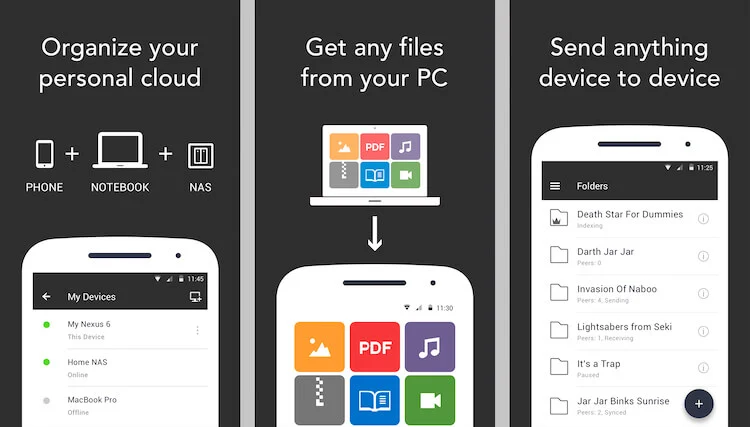 Organize your
personal cloud
PHONE + NOTEBOOK + NAS
11:45
My Devices
My Nexus 6
This Device
Home NAS
Online
MacBook Pro
Offline
Get any files
from your PC
PDF
11:30
PDF
Send anything
device to device
11:25
Folders
Death Star For Dummies
Indexing
Darth Jar Jar
Peers: 0
Invasion Of Naboo
Peers: 4, Sending
Lightsabers from Seki
Peers: 1, Receiving
It's a Trap
Paused
Jar Jar Binks Sunrise
Peers: 2, Synced
+